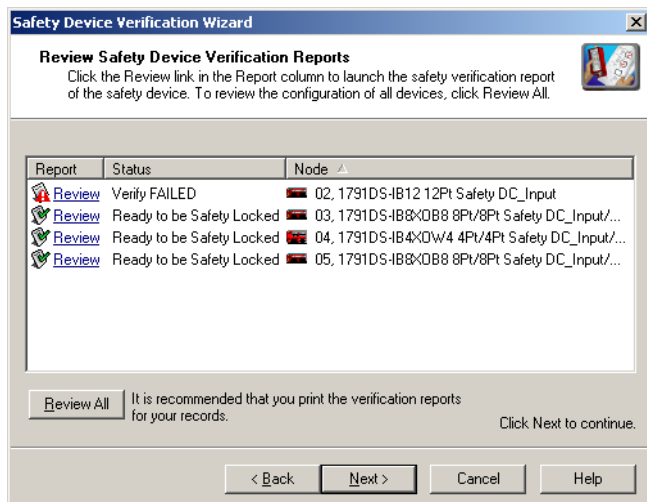 Safety Device Verification Wizard
Review Safety Device Verification Reports
Click the Review link in the Report column to launch the safety verification report
of the safety device. To review the configuration of all devices, click Review All.
Report Status Node
Review Verify FAILED 02, 1791DS-IB12 12Pt Safety DC_Input
Review Ready to be Safety Locked 03, 1791DS-IB8XOB8 8Pt/8Pt Safety DC_Input/...
Review Ready to be Safety Locked 04, 1791DS-IB4XOW4 4Pt/4Pt Safety DC_Input/...
Review Ready to be Safety Locked 05, 1791DS-IB8XOB8 8Pt/8Pt Safety DC_Input/...
Review All
It is recommended that you print the verification reports
for your records.
Click Next to continue.
< Back Next > Cancel Help